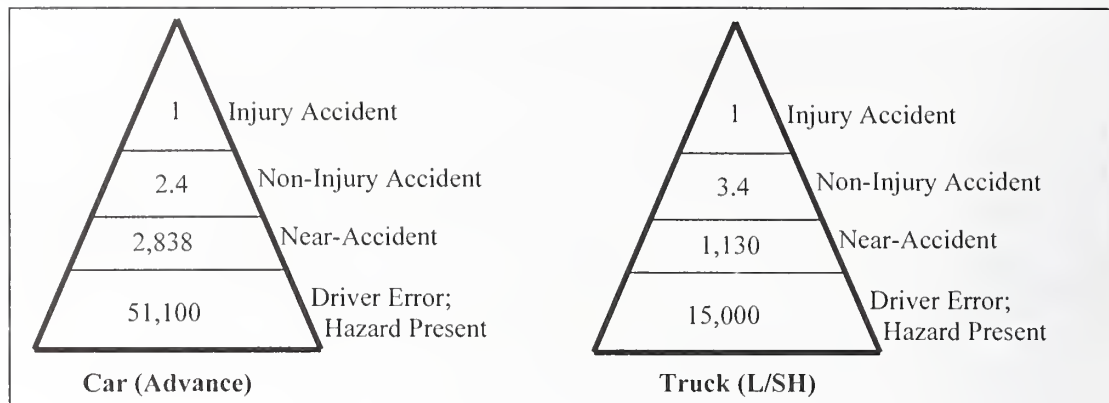 1
Injury Accident
2.4
Non-Injury Accident
2,838
Near-Accident
51,100
Driver Error;
Hazard Present
Car (Advance)
1
Injury Accident
3.4
Non-Injury Accident
1,130
Near-Accident
15,000
Driver Error;
Hazard Present
Truck (L/SH)